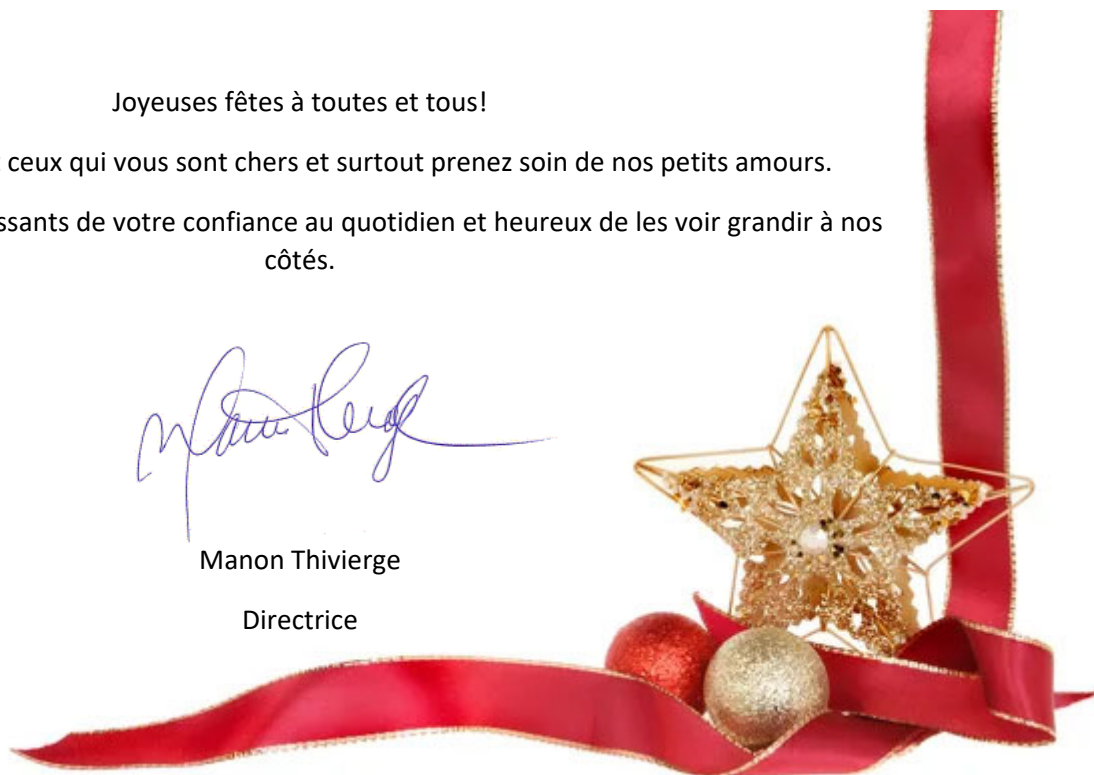 Joyeuses fêtes à toutes et tous!
ceux qui vous sont chers et surtout prenez soin de nos petits amours.
ssants de votre confiance au quotidien et heureux de les voir grandir à nos
côtés.
Manon Thivierge
Directrice